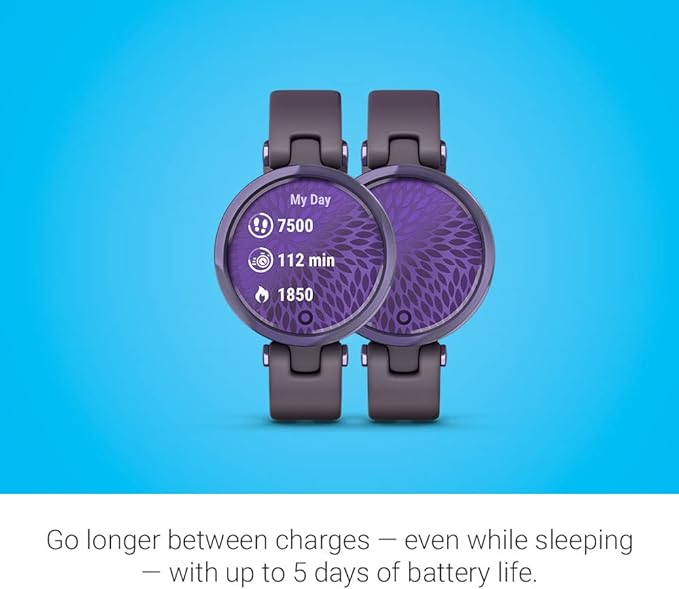 My Day
7500
112 min
1850
Go longer between charges — even while sleeping
— with up to 5 days of battery life.